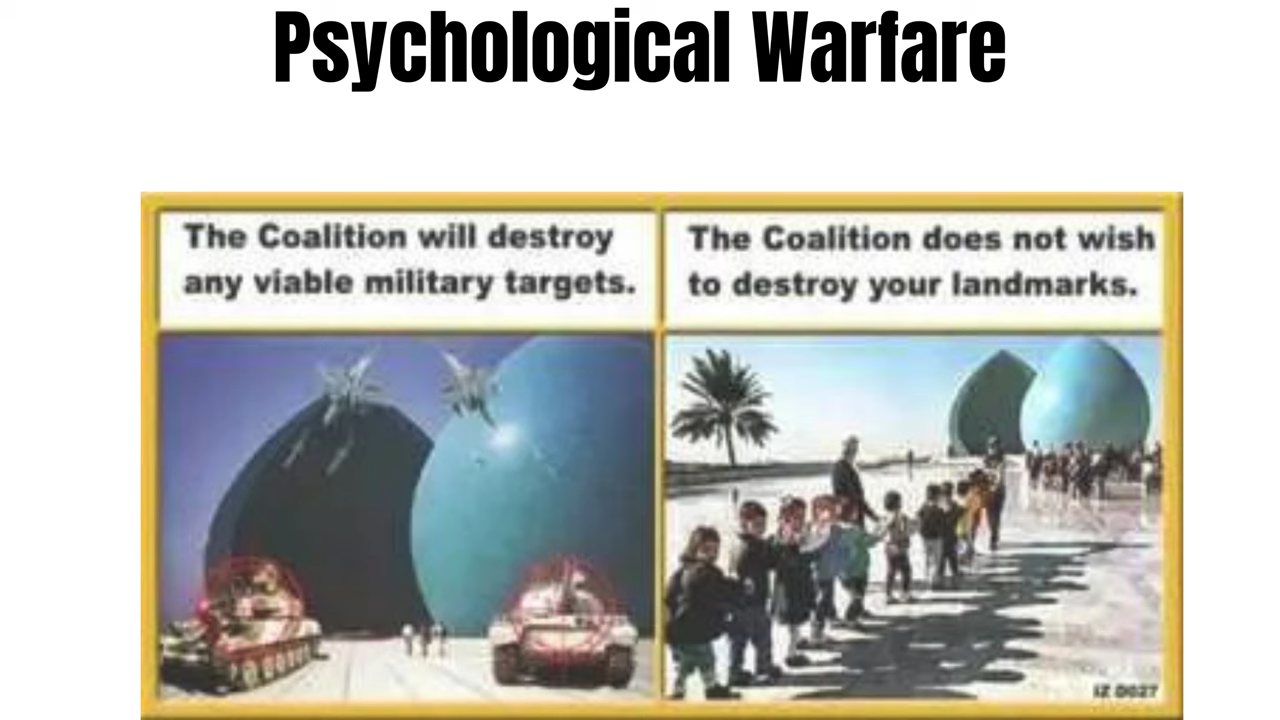 Psychological Warfare
The Coalition will destroy
any viable military targets.
The Coalition does not wish
to destroy your landmarks.
IZ D027